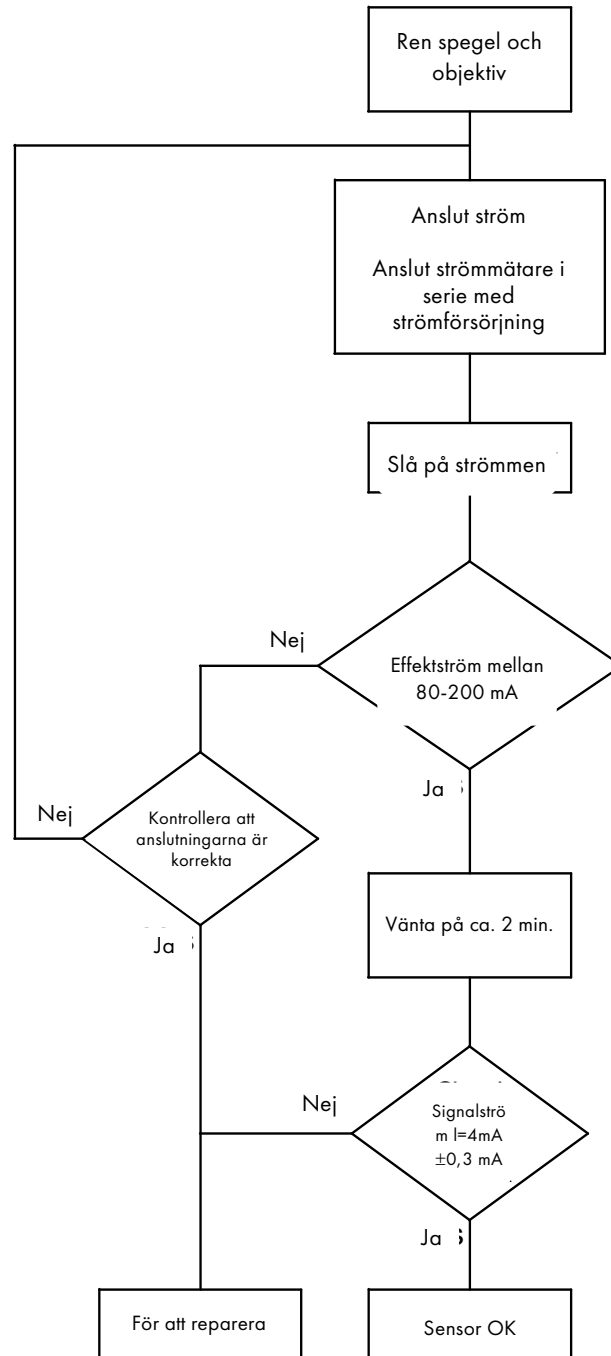 Ren spegel och
objektiv
Anslut ström
Anslut strömmätare i
serie med
strömförsörjning
Slå på strömmen
Nej
Effektström mellan
80-200 mA
Ja
Nej
Kontrollera att
anslutningarna är
korrekta
Ja
Vänta på ca. 2 min.
Nej
Signalströ
m I=4mA
±0,3 mA
Ja
För att reparera
Sensor OK